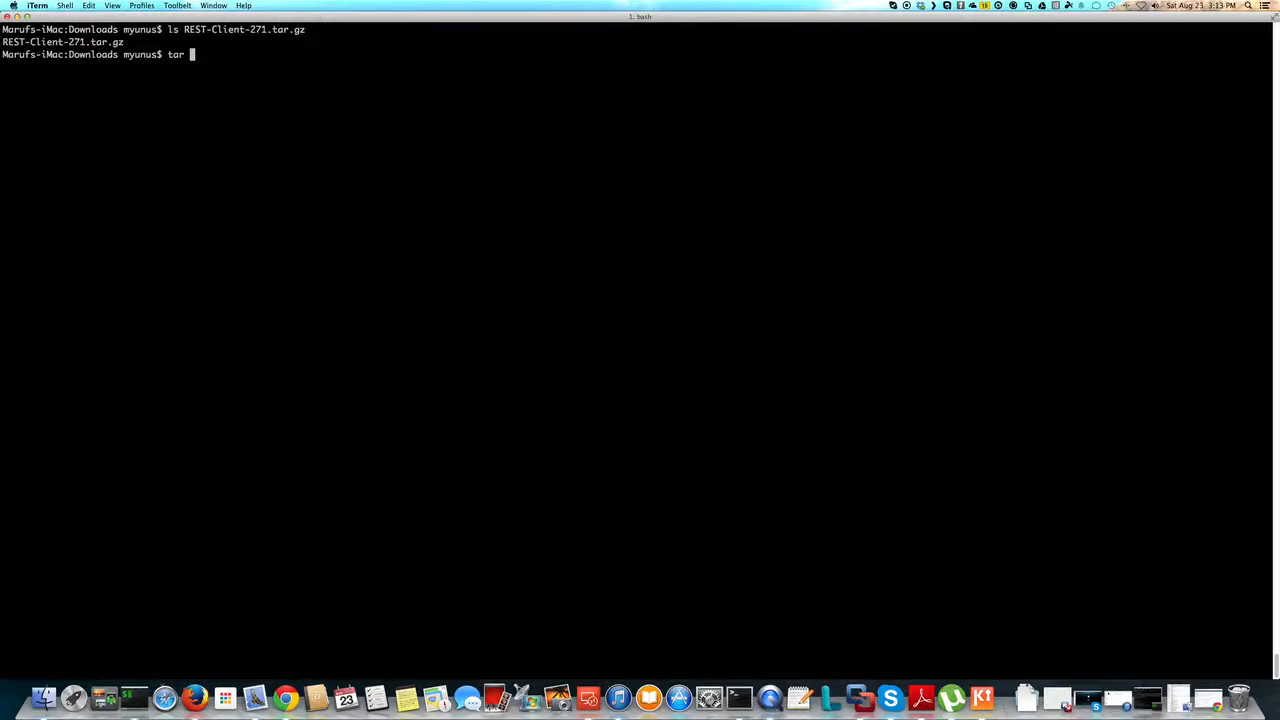 iTerm Shell Edit View Profiles Toolbelt Window Help Sat Aug 23 3:13 PM
1. bash
Marufs-iMac:Downloads myunus$ ls REST-Client-271.tar.gz
REST-Client-271.tar.gz
Marufs-iMac:Downloads myunus$ tar